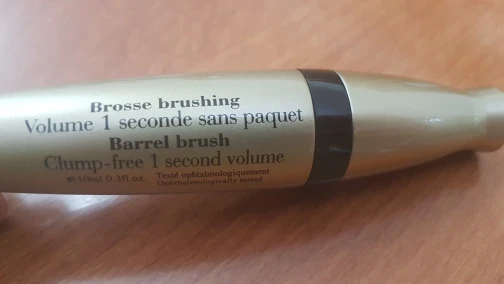 Brosse brushing
Volume 1 seconde sans paquet
Barrel brush
Clump-free 1 second volume
e 10ml 0.3fl.oz. Testé ophtalmologiquement
Ophthalmologically tested